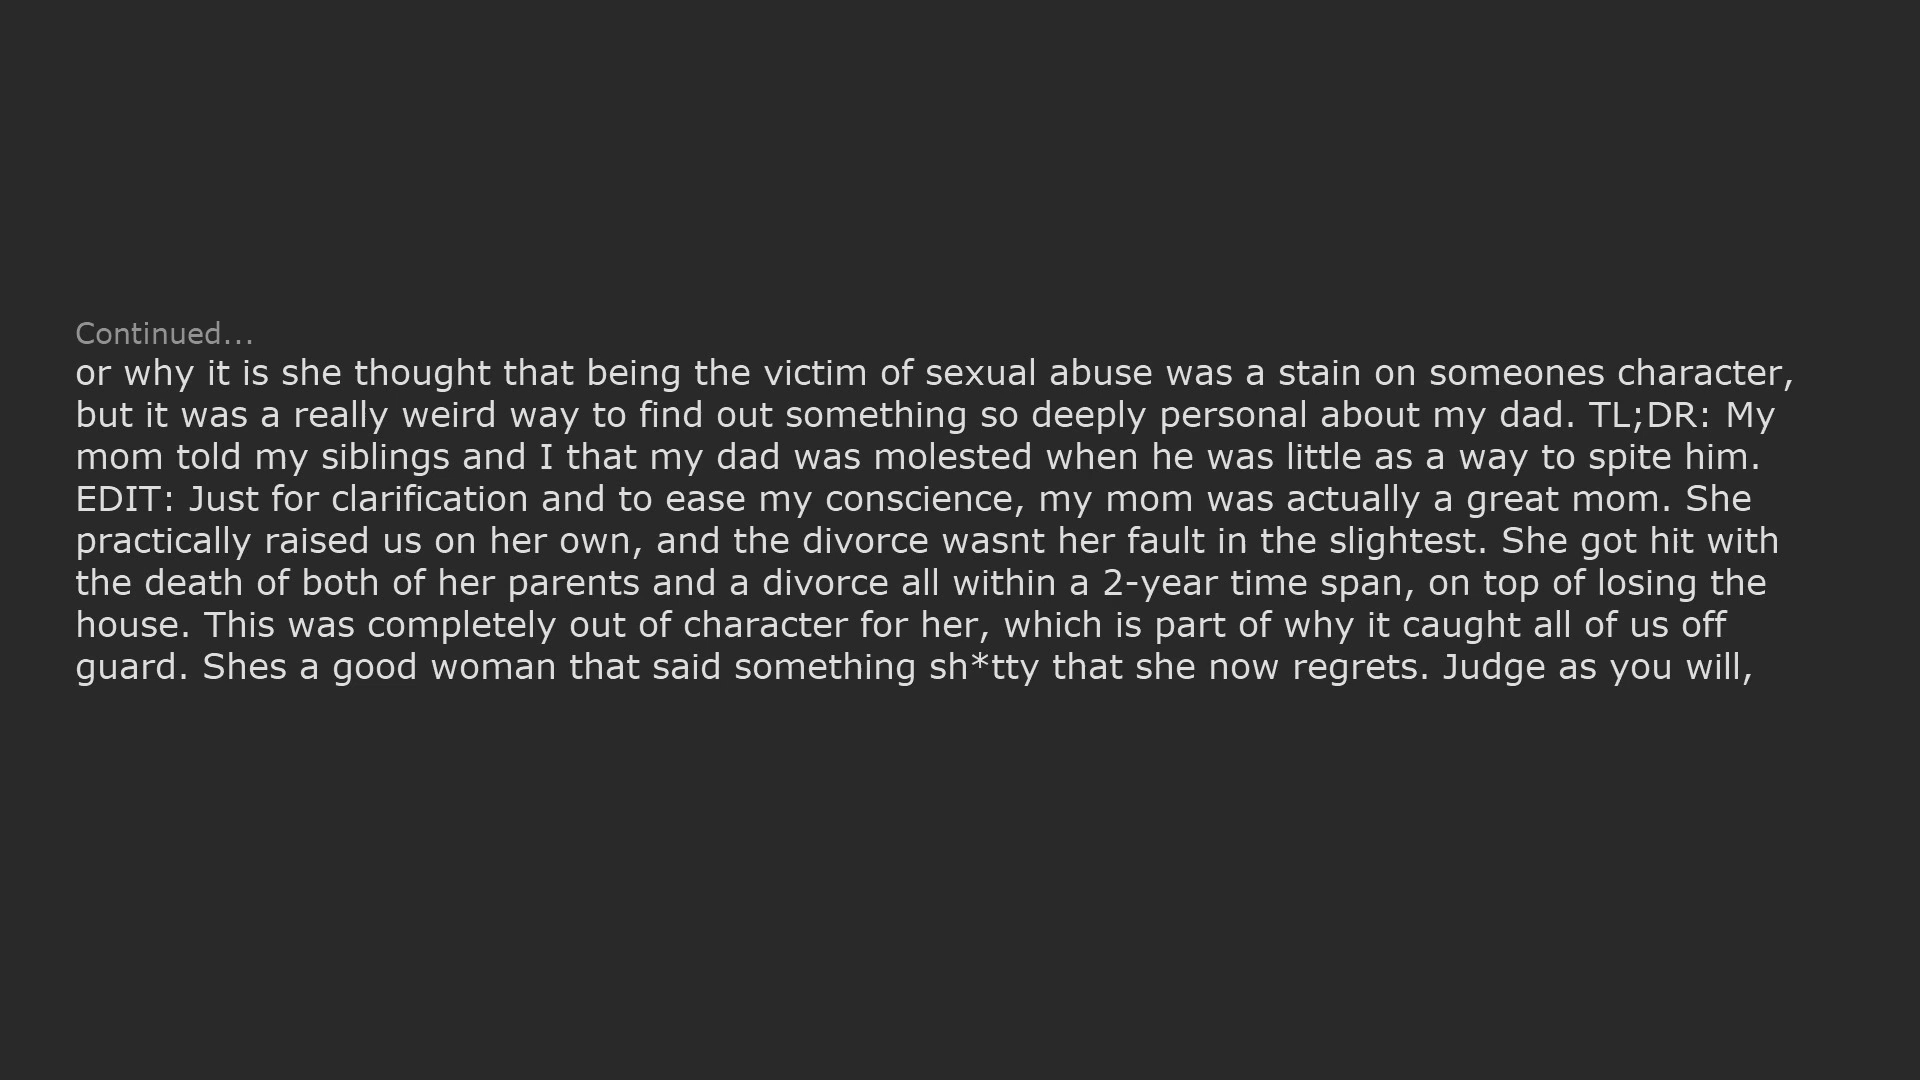 Continued...
or why it is she thought that being the victim of sexual abuse was a stain on someones character,
but it was a really weird way to find out something so deeply personal about my dad. TL;DR: My
mom told my siblings and I that my dad was molested when he was little as a way to spite him.
EDIT: Just for clarification and to ease my conscience, my mom was actually a great mom. She
practically raised us on her own, and the divorce wasnt her fault in the slightest. She got hit with
the death of both of her parents and a divorce all within a 2-year time span, on top of losing the
house. This was completely out of character for her, which is part of why it caught all of us off
guard. Shes a good woman that said something sh*tty that she now regrets. Judge as you will,